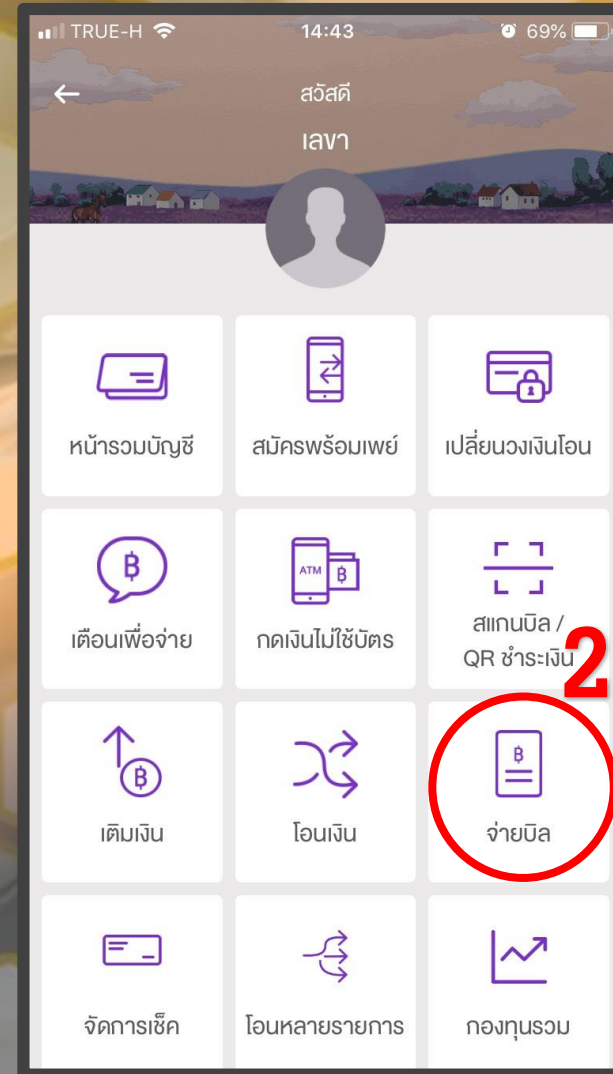 TRUE-H 14:43 69%
สวัสดี
เลขา
หน้ารวมบัญชี สมัครพร้อมเพย์ เปลี่ยนวงเงินโอน
฿ ATM ฿
เตือนเพื่อจ่าย กดเงินไม่ใช้บัตร สแกนบิล /
QR ชำระเงิน
2
฿ ฿
เติมเงิน โอนเงิน จ่ายบิล
จัดการเช็ค โอนหลายรายการ กองทุนรวม